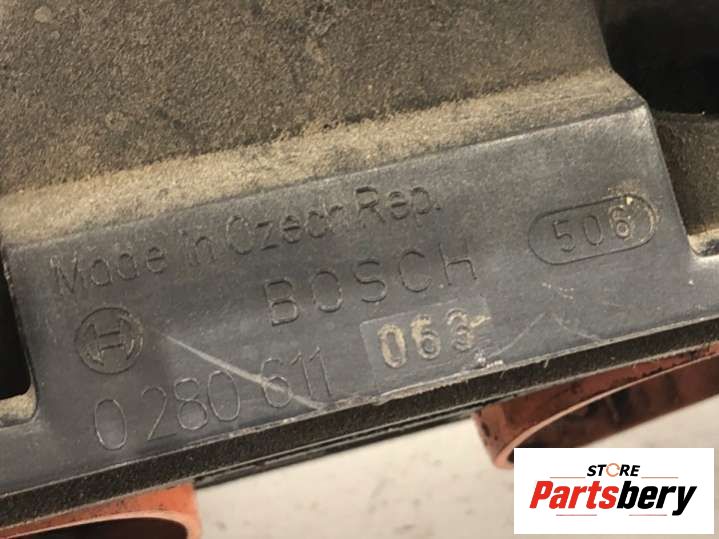 Made in Czech Rep.
506
BOSCH
H
0 280 611 063
STORE
Partsbery